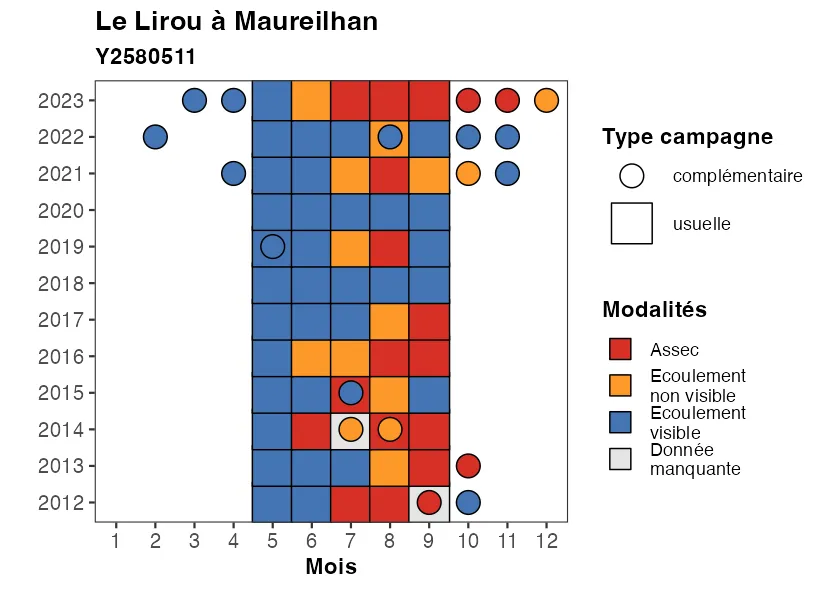 Le Lirou à Maureilhan
Y2580511
2023
2022
2021
2020
2019
2018
2017
2016
2015
2014
2013
2012
1 2 3 4 5 6 7 8 9 10 11 12
Mois
Type campagne
complémentaire
usuelle
Modalités
Assec
Ecoulement
non visible
Ecoulement
visible
Donnée
manquante